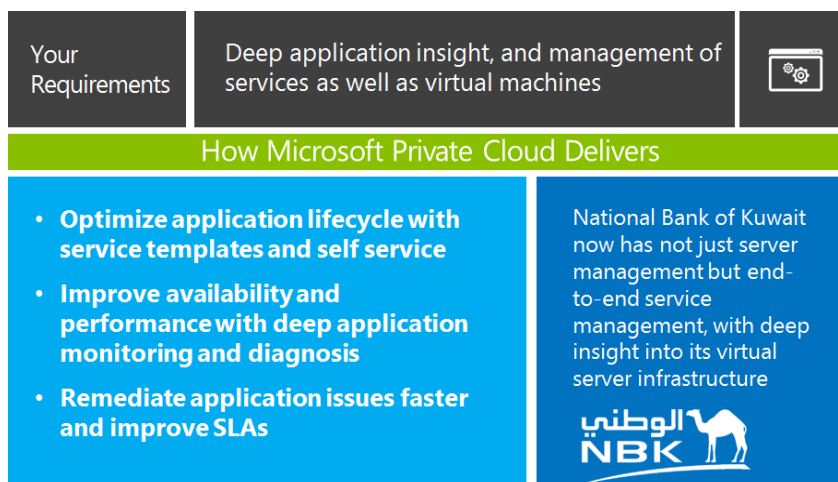 Your
Requirements
Deep application insight, and management of
services as well as virtual machines
How Microsoft Private Cloud Delivers
• Optimize application lifecycle with
service templates and self service
• Improve availability and
performance with deep application
monitoring and diagnosis
• Remediate application issues faster
and improve SLAs
National Bank of Kuwait
now has not just server
management but end-
to-end service
management, with deep
insight into its virtual
server infrastructure
الوطني
NBK